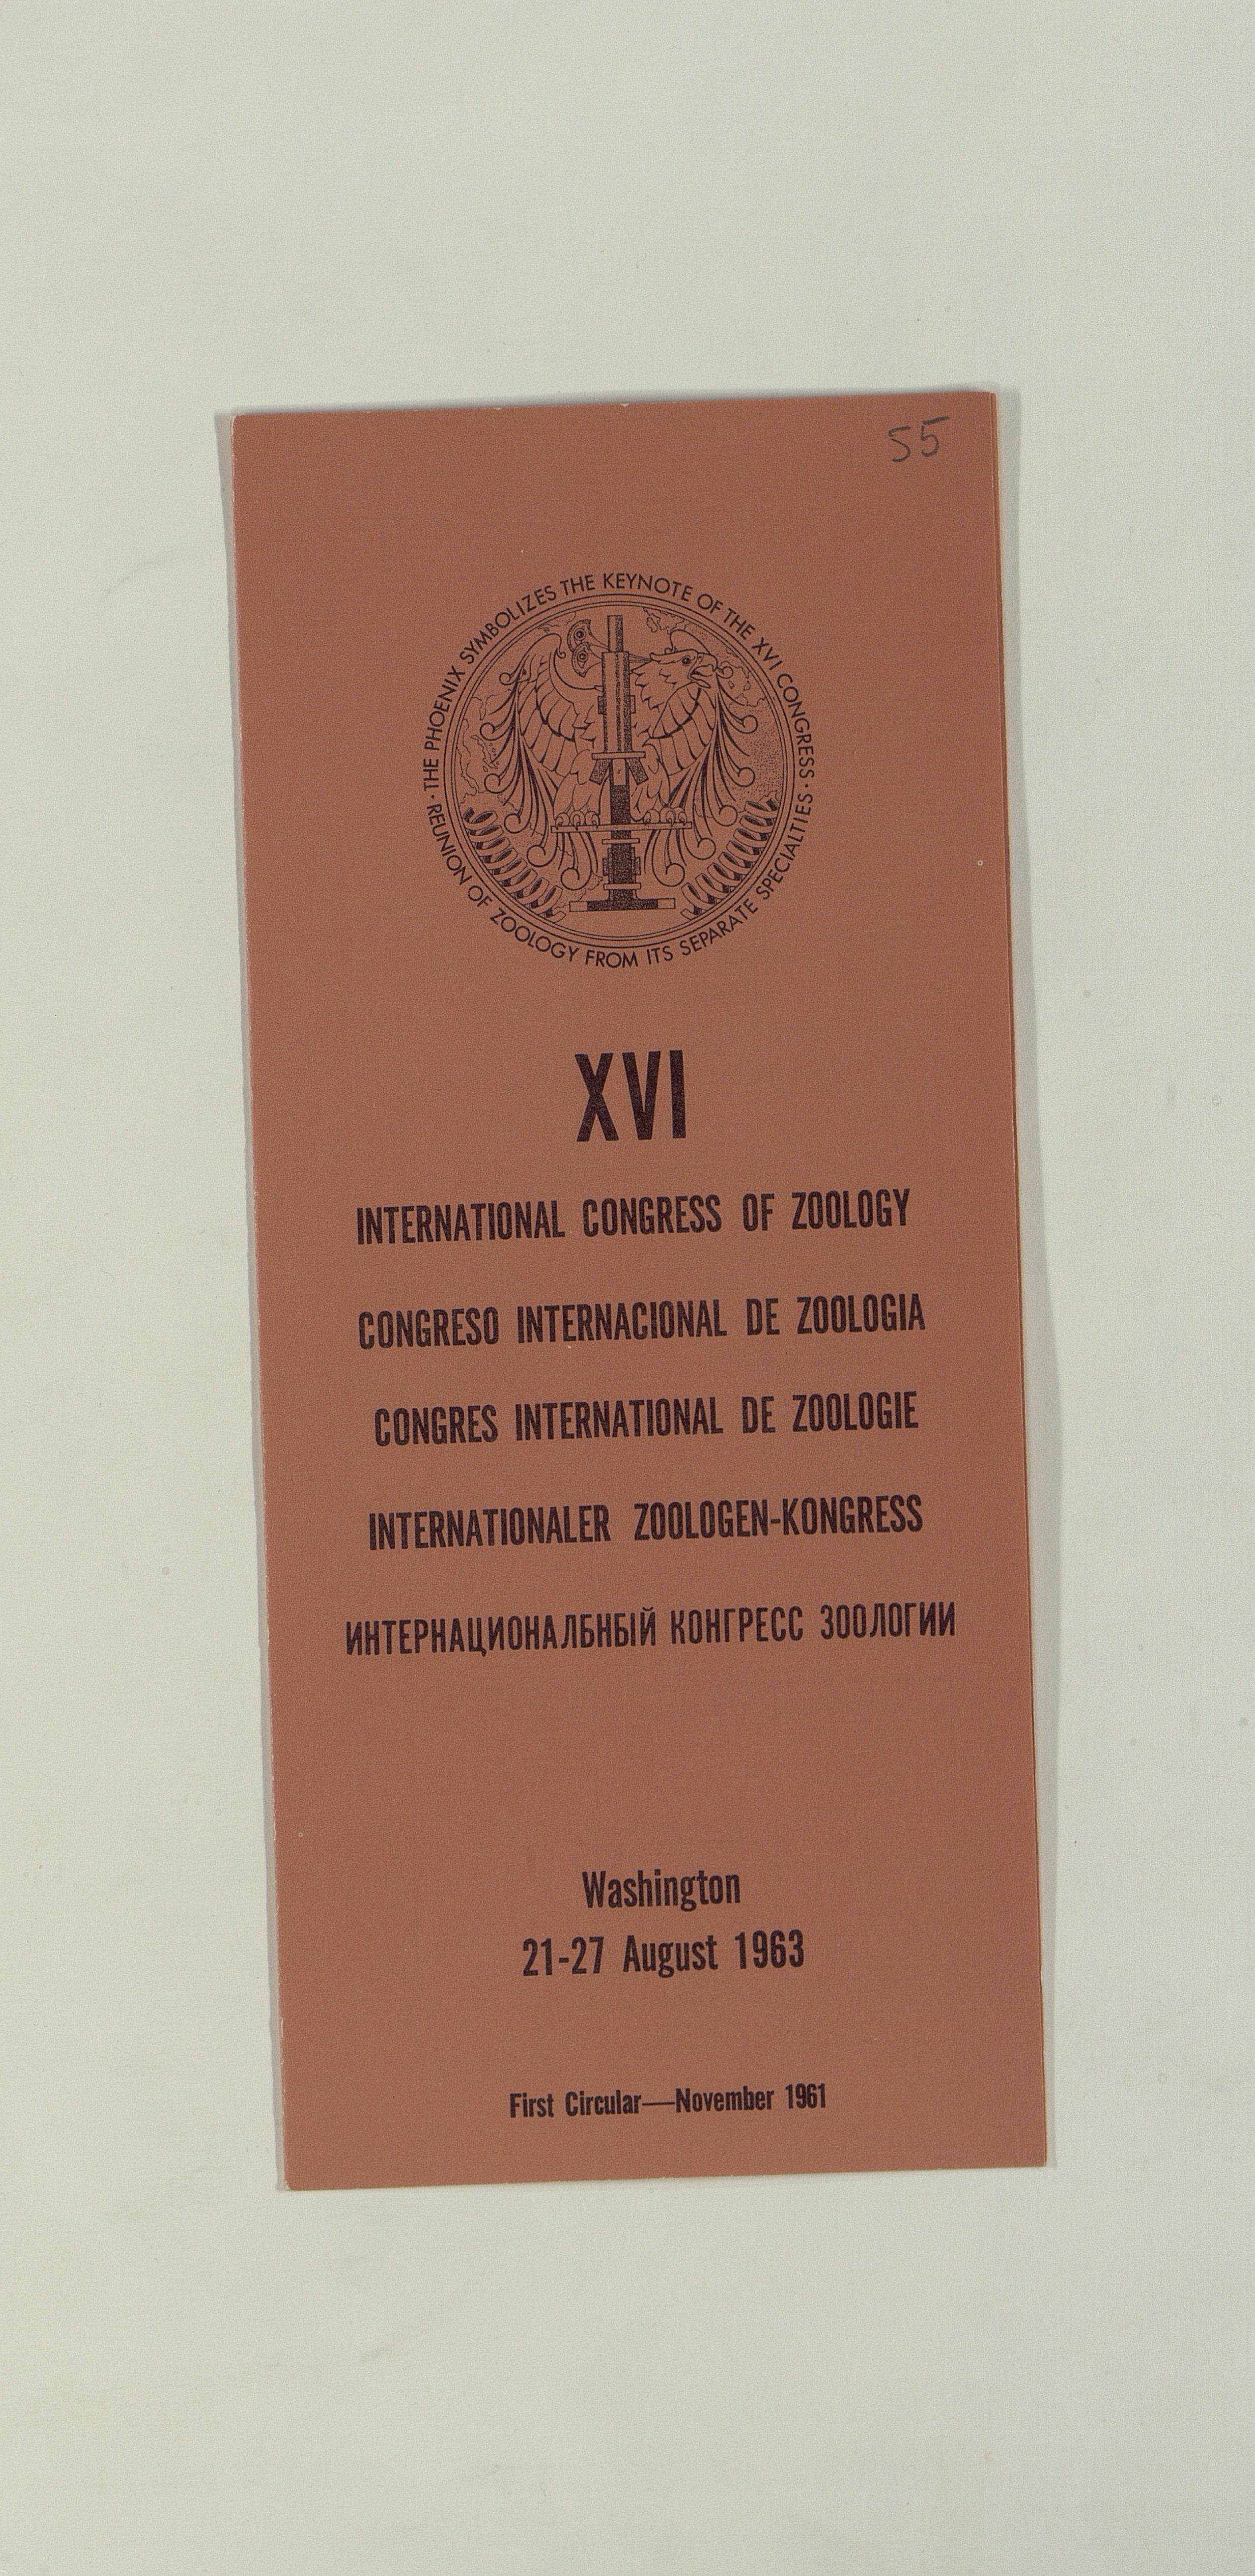 55
THE PHOENIX SYMBOLIZES THE KEYNOTE OF THE XVI CONGRESS ·
REUNION OF ZOOLOGY FROM ITS SEPARATE SPECIALTIES ·
XVI
INTERNATIONAL CONGRESS OF ZOOLOGY
CONGRESO INTERNACIONAL DE ZOOLOGIA
CONGRES INTERNATIONAL DE ZOOLOGIE
INTERNATIONALER ZOOLOGEN-KONGRESS
ИНТЕРНАЦИОНАЛЬНЫЙ КОНГРЕСС ЗООЛОГИИ
Washington
21-27 August 1963
First Circular—November 1961